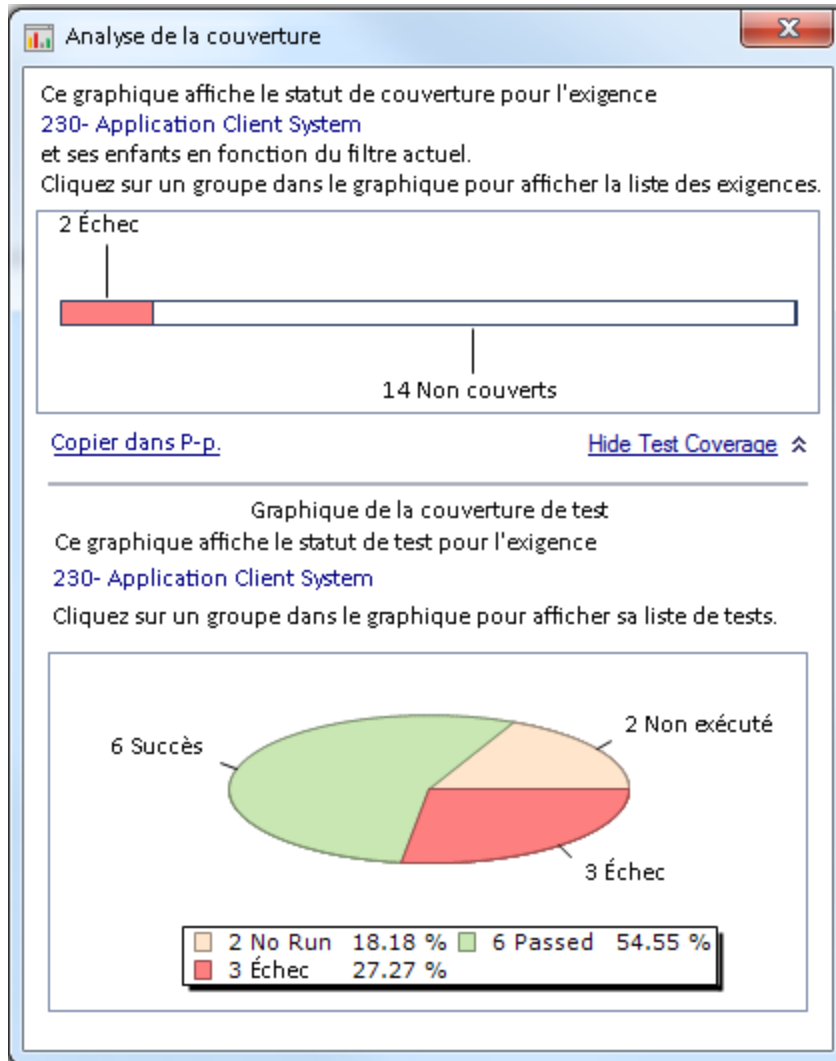 Analyse de la couverture
Ce graphique affiche le statut de couverture pour l'exigence
230- Application Client System
et ses enfants en fonction du filtre actuel.
Cliquez sur un groupe dans le graphique pour afficher la liste des exigences.
2 Échec
14 Non couverts
Copier dans P-p. Hide Test Coverage
Graphique de la couverture de test
Ce graphique affiche le statut de test pour l'exigence
230- Application Client System
Cliquez sur un groupe dans le graphique pour afficher sa liste de tests.
2 Non exécuté
6 Succès
3 Échec
2 No Run 18.18 % 6 Passed 54.55 %
3 Échec 27.27 %